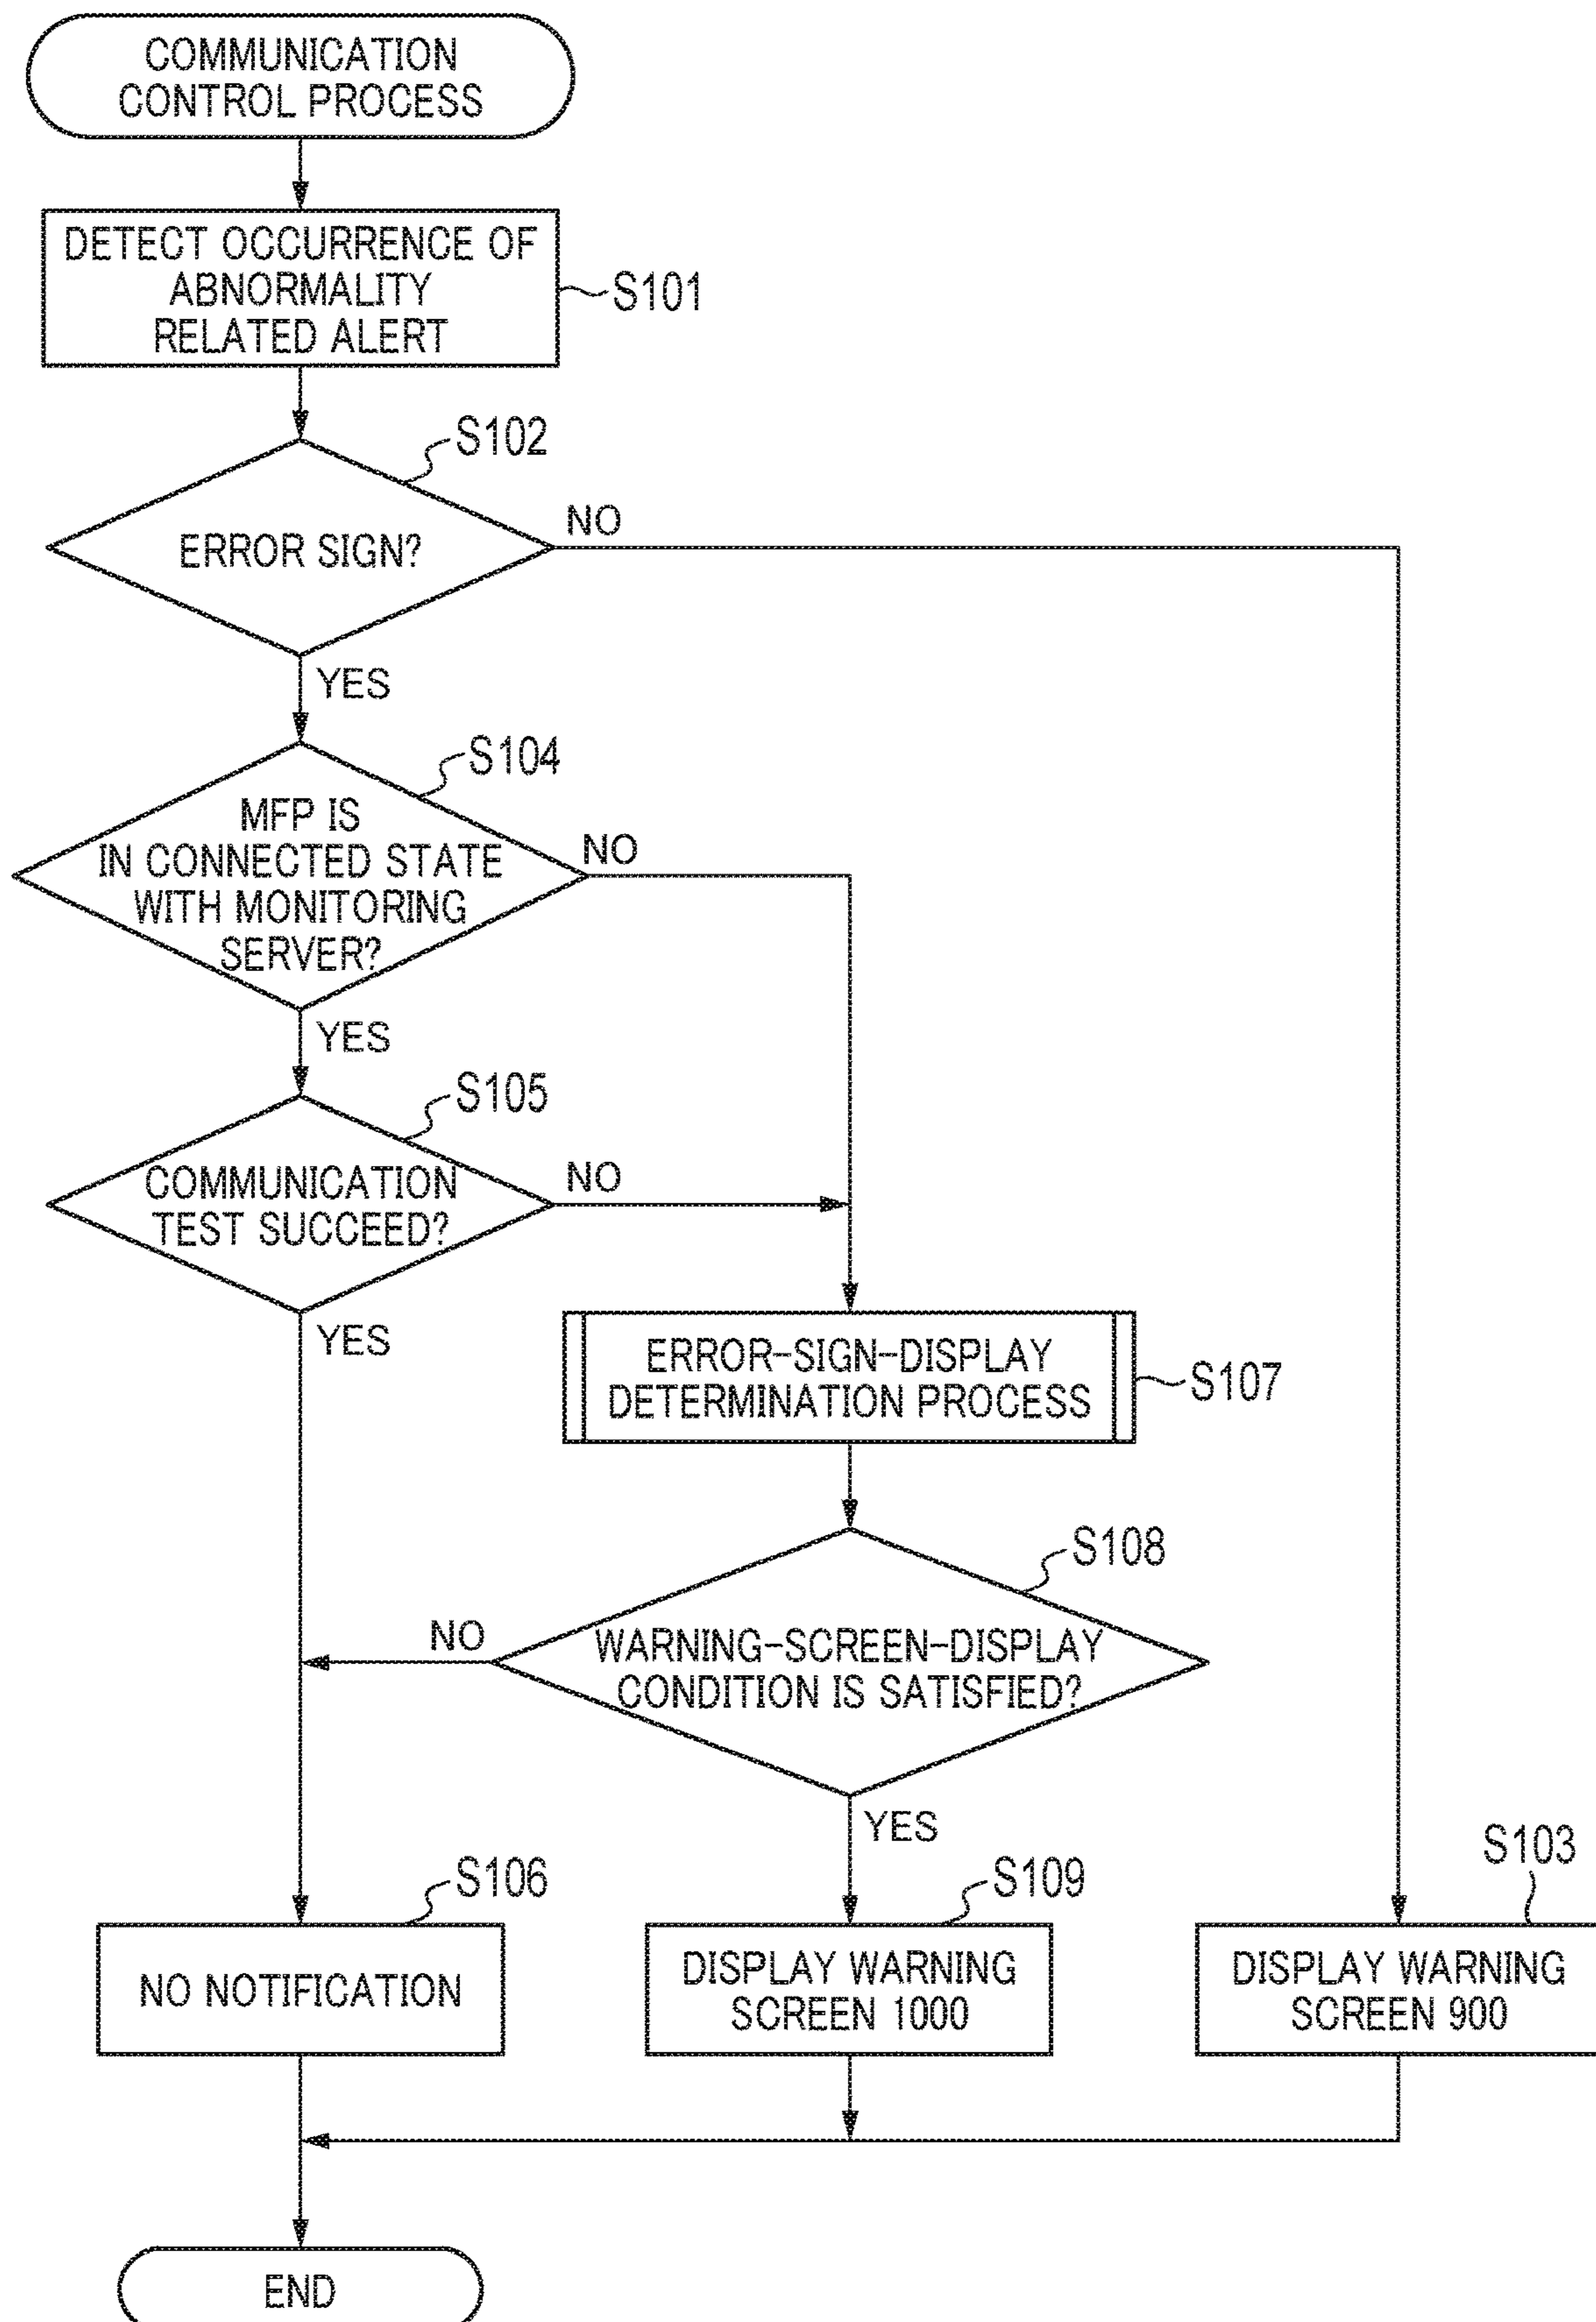 COMMUNICATION
CONTROL PROCESS
DETECT OCCURRENCE OF
ABNORMALITY
RELATED ALERT
S101
S102
ERROR SIGN?
NO
YES
S104
MFP IS
IN CONNECTED STATE
WITH MONITORING
SERVER?
NO
YES
S105
COMMUNICATION
TEST SUCCEED?
NO
YES
ERROR-SIGN-DISPLAY
DETERMINATION PROCESS
S107
S108
WARNING-SCREEN-DISPLAY
CONDITION IS SATISFIED?
NO
YES
S106
NO NOTIFICATION
S109
DISPLAY WARNING
SCREEN 1000
S103
DISPLAY WARNING
SCREEN 900
END